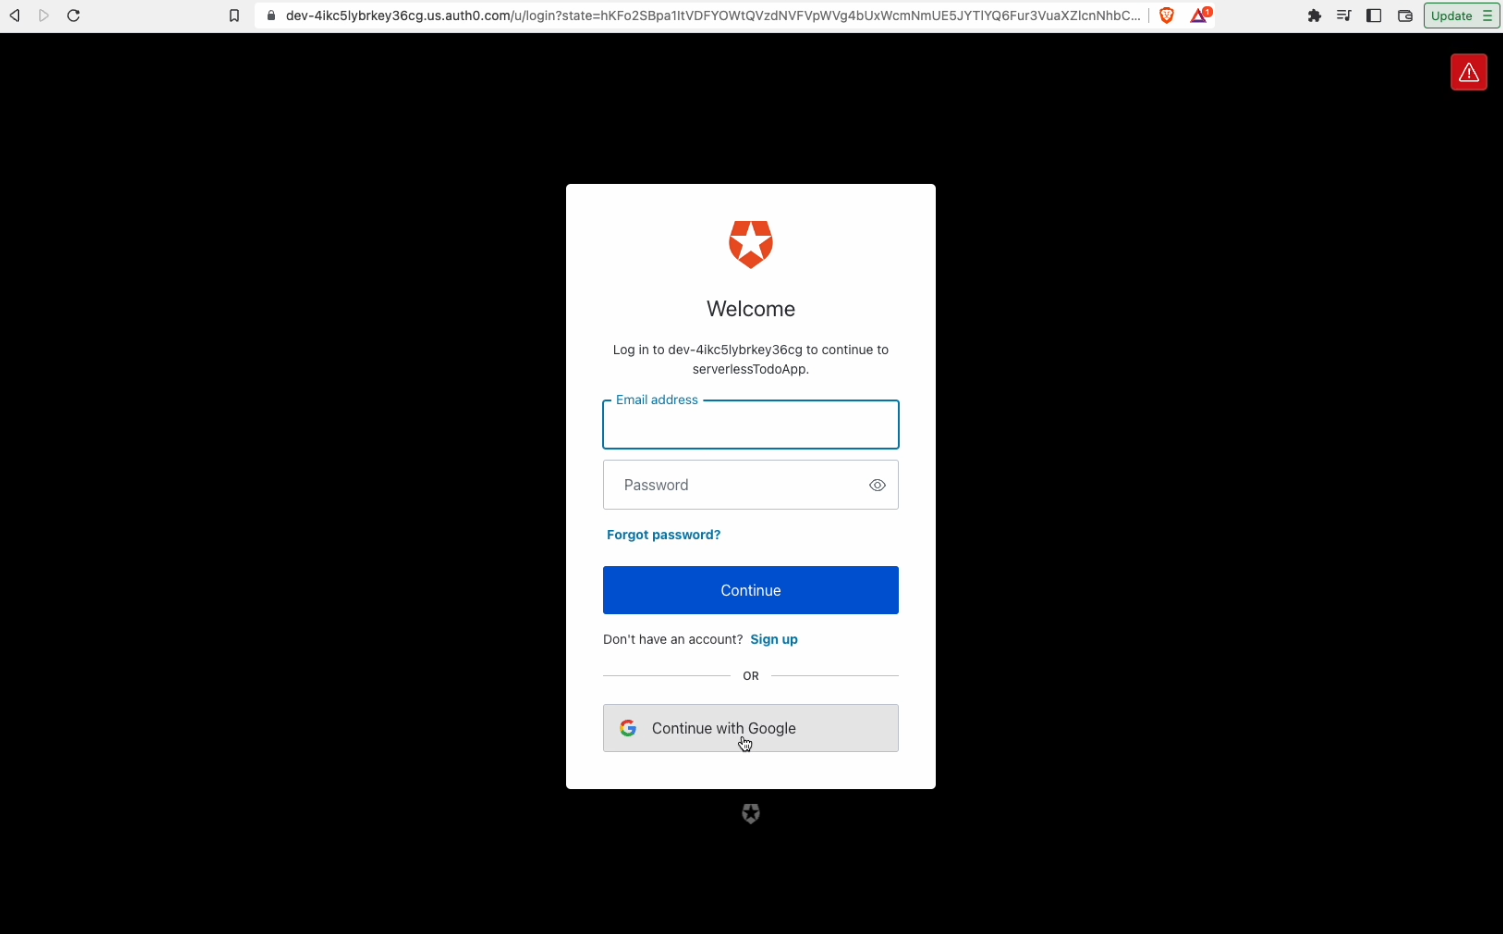 dev-4ikc5lybrkey36cg.us.auth0.com/u/login?state=hKFo2SBpa1ltVDFYOWtQVzdNVFVpWVg4bUxWcmNmUE5JYTlYQ6Fur3VuaXZlcnNhbC...
1
Update
Welcome
Log in to dev-4ikc5lybrkey36cg to continue to
serverlessTodoApp.
Email address
Password
Forgot password?
Continue
Don't have an account? Sign up
OR
Continue with Google